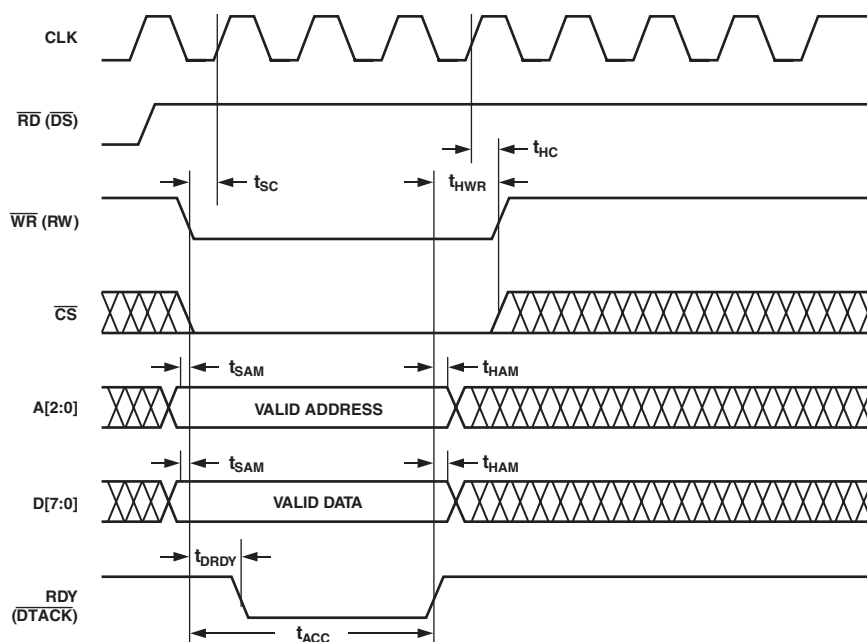 CLK
RD (DS)
tHC
tSC
tHWR
WR (RW)
CS
tSAM
tHAM
A[2:0]
VALID ADDRESS
tSAM
tHAM
D[7:0]
VALID DATA
tDRDY
RDY
(DTACK)
tACC